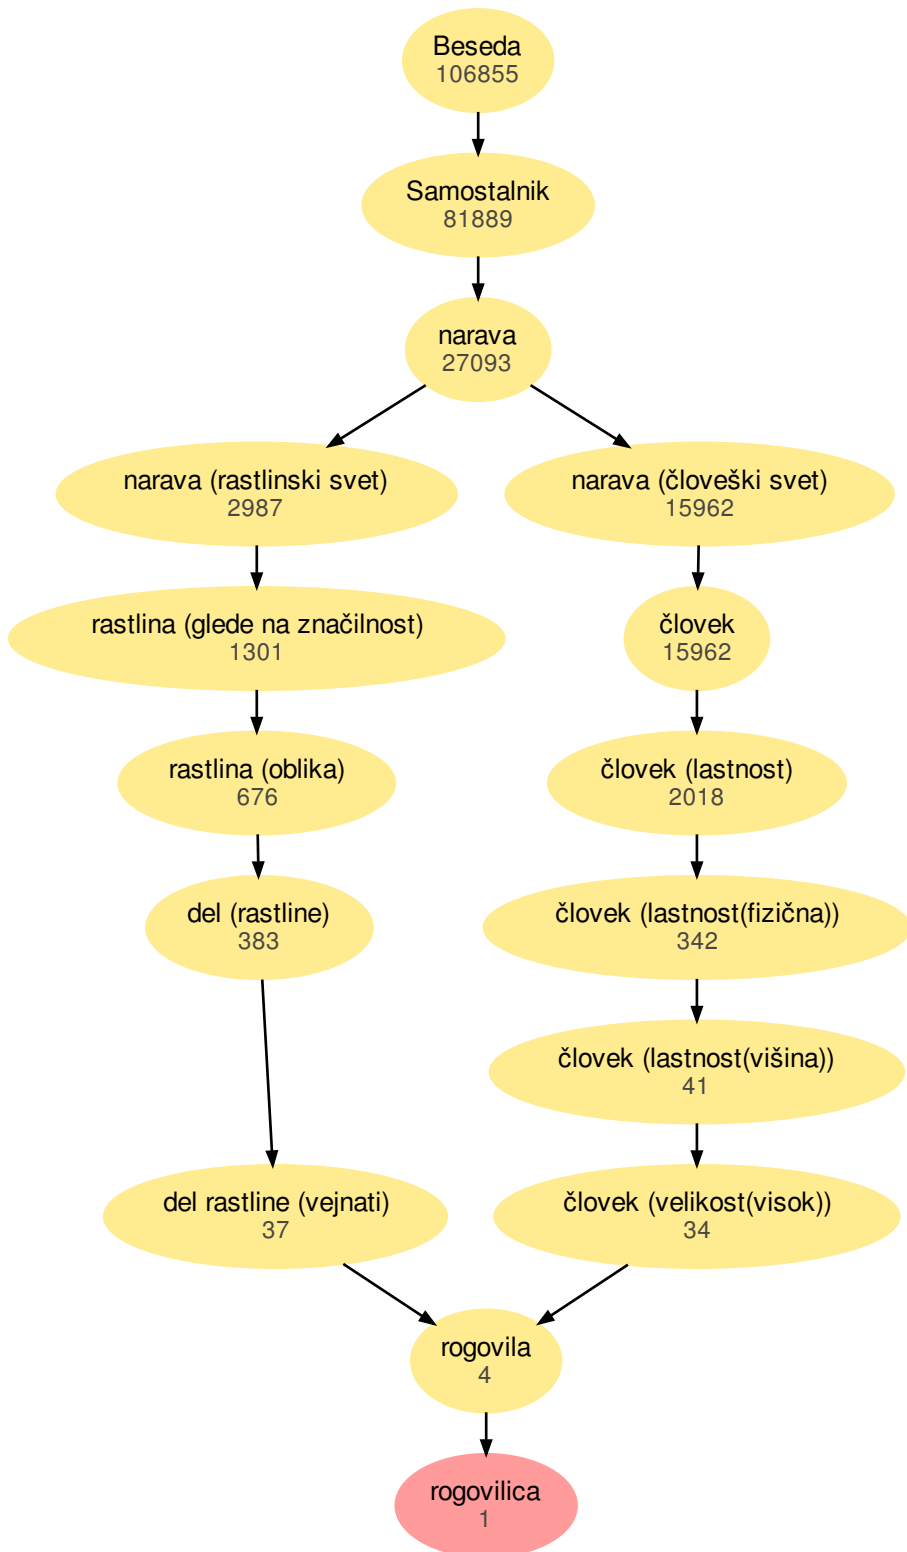 Beseda
106855
Samostalnik
81889
narava
27093
narava (rastlinski svet)
2987
narava (človeški svet)
15962
rastlina (glede na značilnost)
1301
človek
15962
rastlina (oblika)
676
človek (lastnost)
2018
del (rastline)
383
človek (lastnost(fizična))
342
človek (lastnost(višina))
41
del rastline (vejnati)
37
človek (velikost(visok))
34
rogovila
4
rogovilica
1